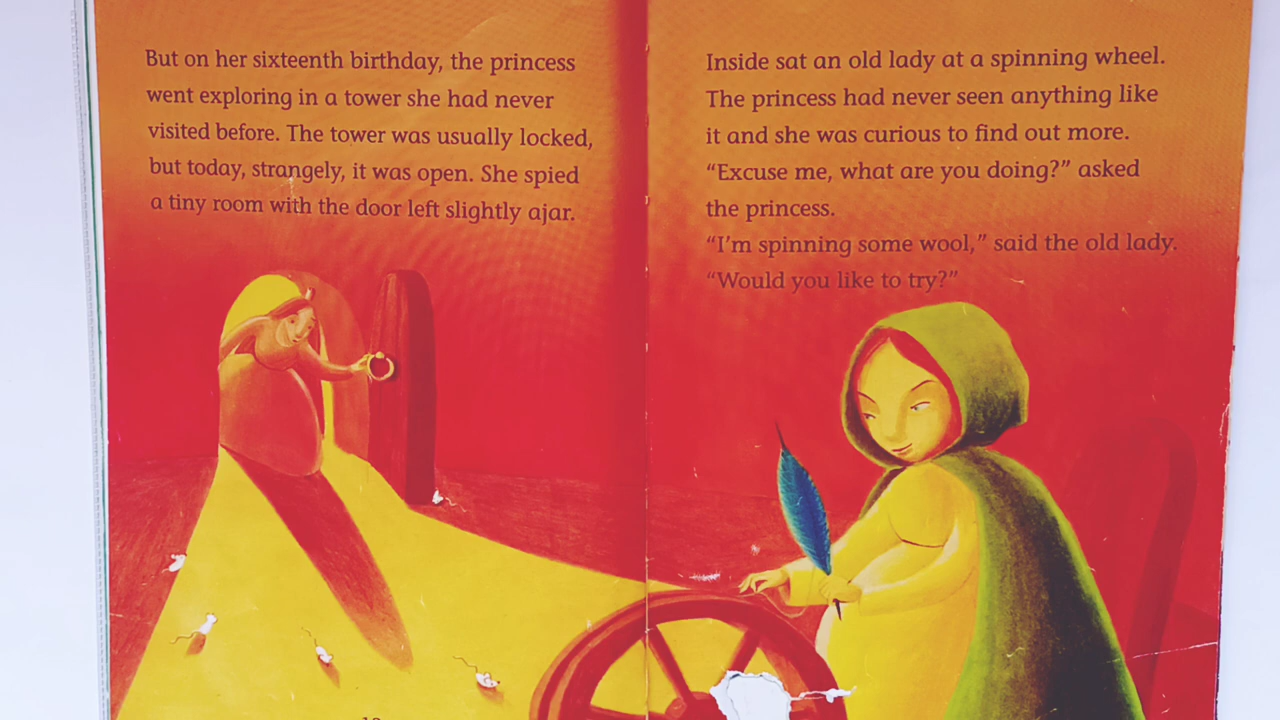 But on her sixteenth birthday, the princess
went exploring in a tower she had never
visited before. The tower was usually locked,
but today, strangely, it was open. She spied
a tiny room with the door left slightly ajar.
Inside sat an old lady at a spinning wheel.
The princess had never seen anything like
it and she was curious to find out more.
“Excuse me, what are you doing?” asked
the princess.
“I’m spinning some wool,” said the old lady.
“Would you like to try?”